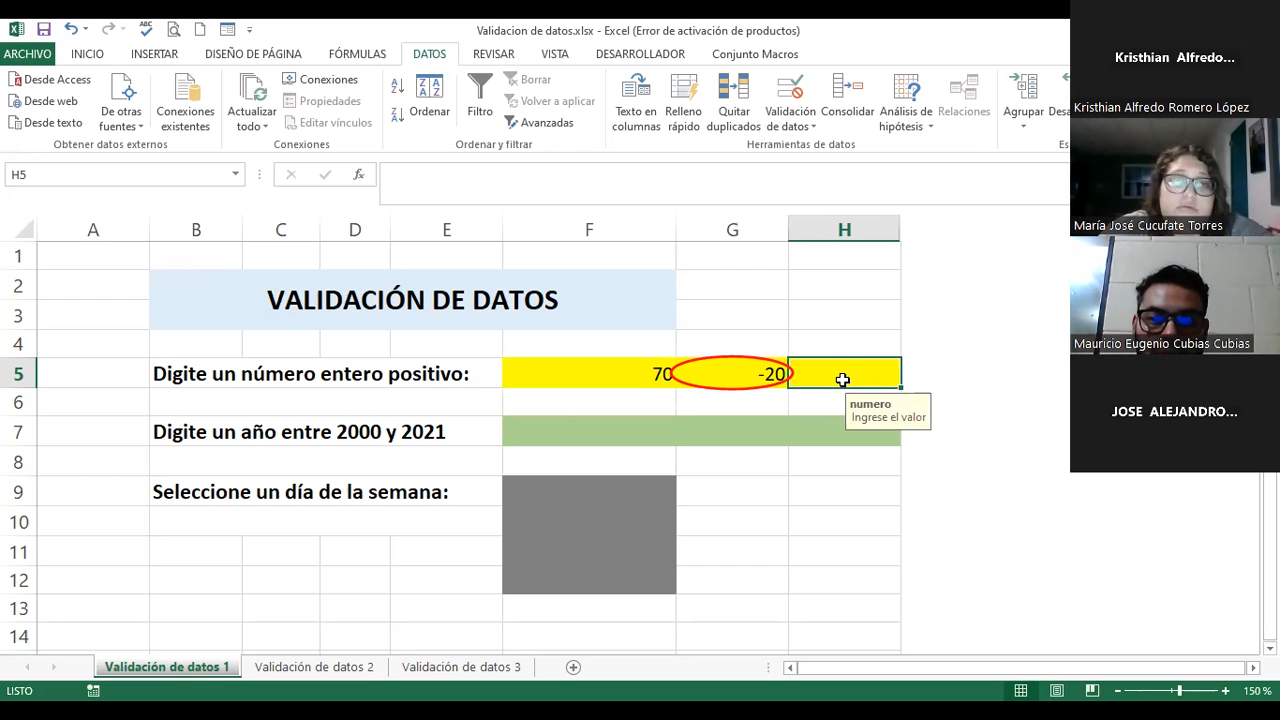 Validacion de datos.xlsx - Excel (Error de activación de productos)
ARCHIVO INICIO INSERTAR DISEÑO DE PÁGINA FÓRMULAS DATOS REVISAR VISTA DESARROLLADOR Conjunto Macros
Desde Access
Desde web
Desde texto
De otras fuentes
Conexiones existentes
Obtener datos externos
Actualizar todo
Conexiones
Propiedades
Editar vínculos
Conexiones
Ordenar
Filtro
Borrar
Volver a aplicar
Avanzadas
Ordenar y filtrar
Texto en columnas
Relleno rápido
Quitar duplicados
Validación de datos
Consolidar
Análisis de hipótesis
Relaciones
Herramientas de datos
Agrupar
H5
fx
A B C D E F G H
1
2
VALIDACIÓN DE DATOS
3
4
5 Digite un número entero positivo: 70 -20
numero
Ingrese el valor
6
7 Digite un año entre 2000 y 2021
8
9 Seleccione un día de la semana:
10
11
12
13
14
Validación de datos 1 Validación de datos 2 Validación de datos 3
LISTO
150 %
Kristhian Alfredo...
Kristhian Alfredo Romero López
María José Cucufate Torres
Mauricio Eugenio Cubias Cubias
JOSE ALEJANDRO...